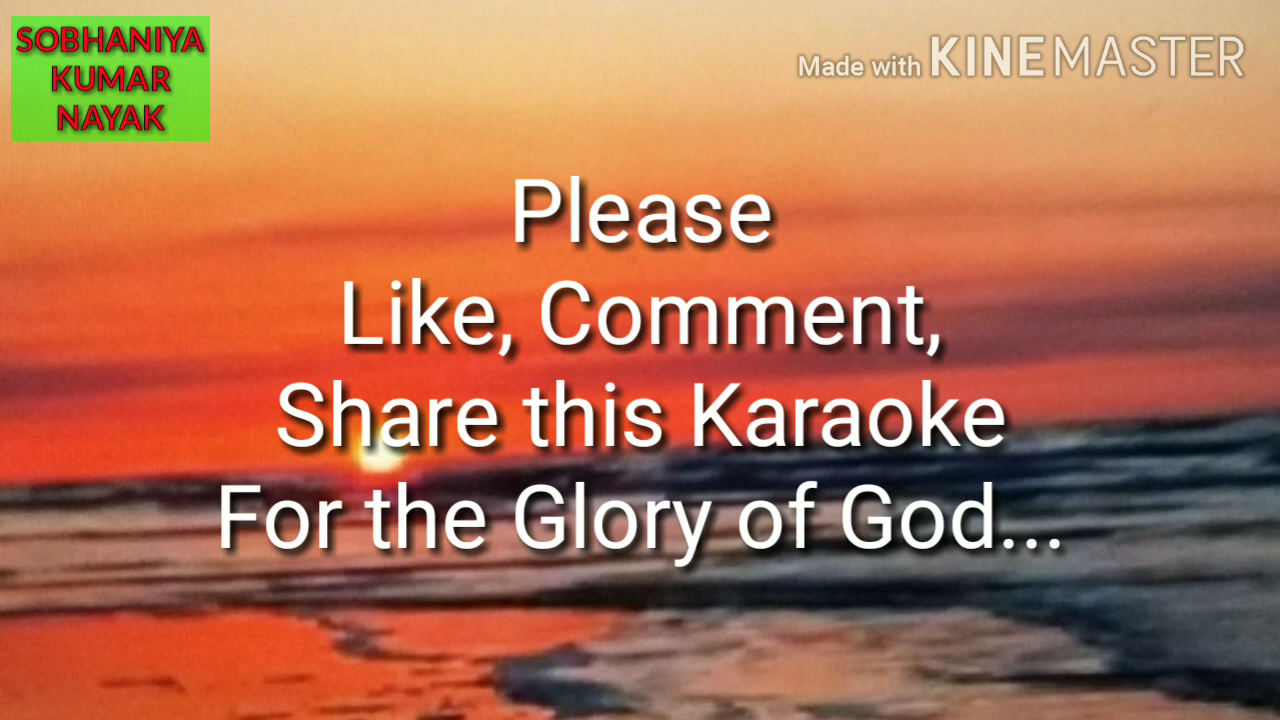 SOBHANIYA
KUMAR
NAYAK
Made with KINEMASTER
Please
Like, Comment,
Share this Karaoke
For the Glory of God...